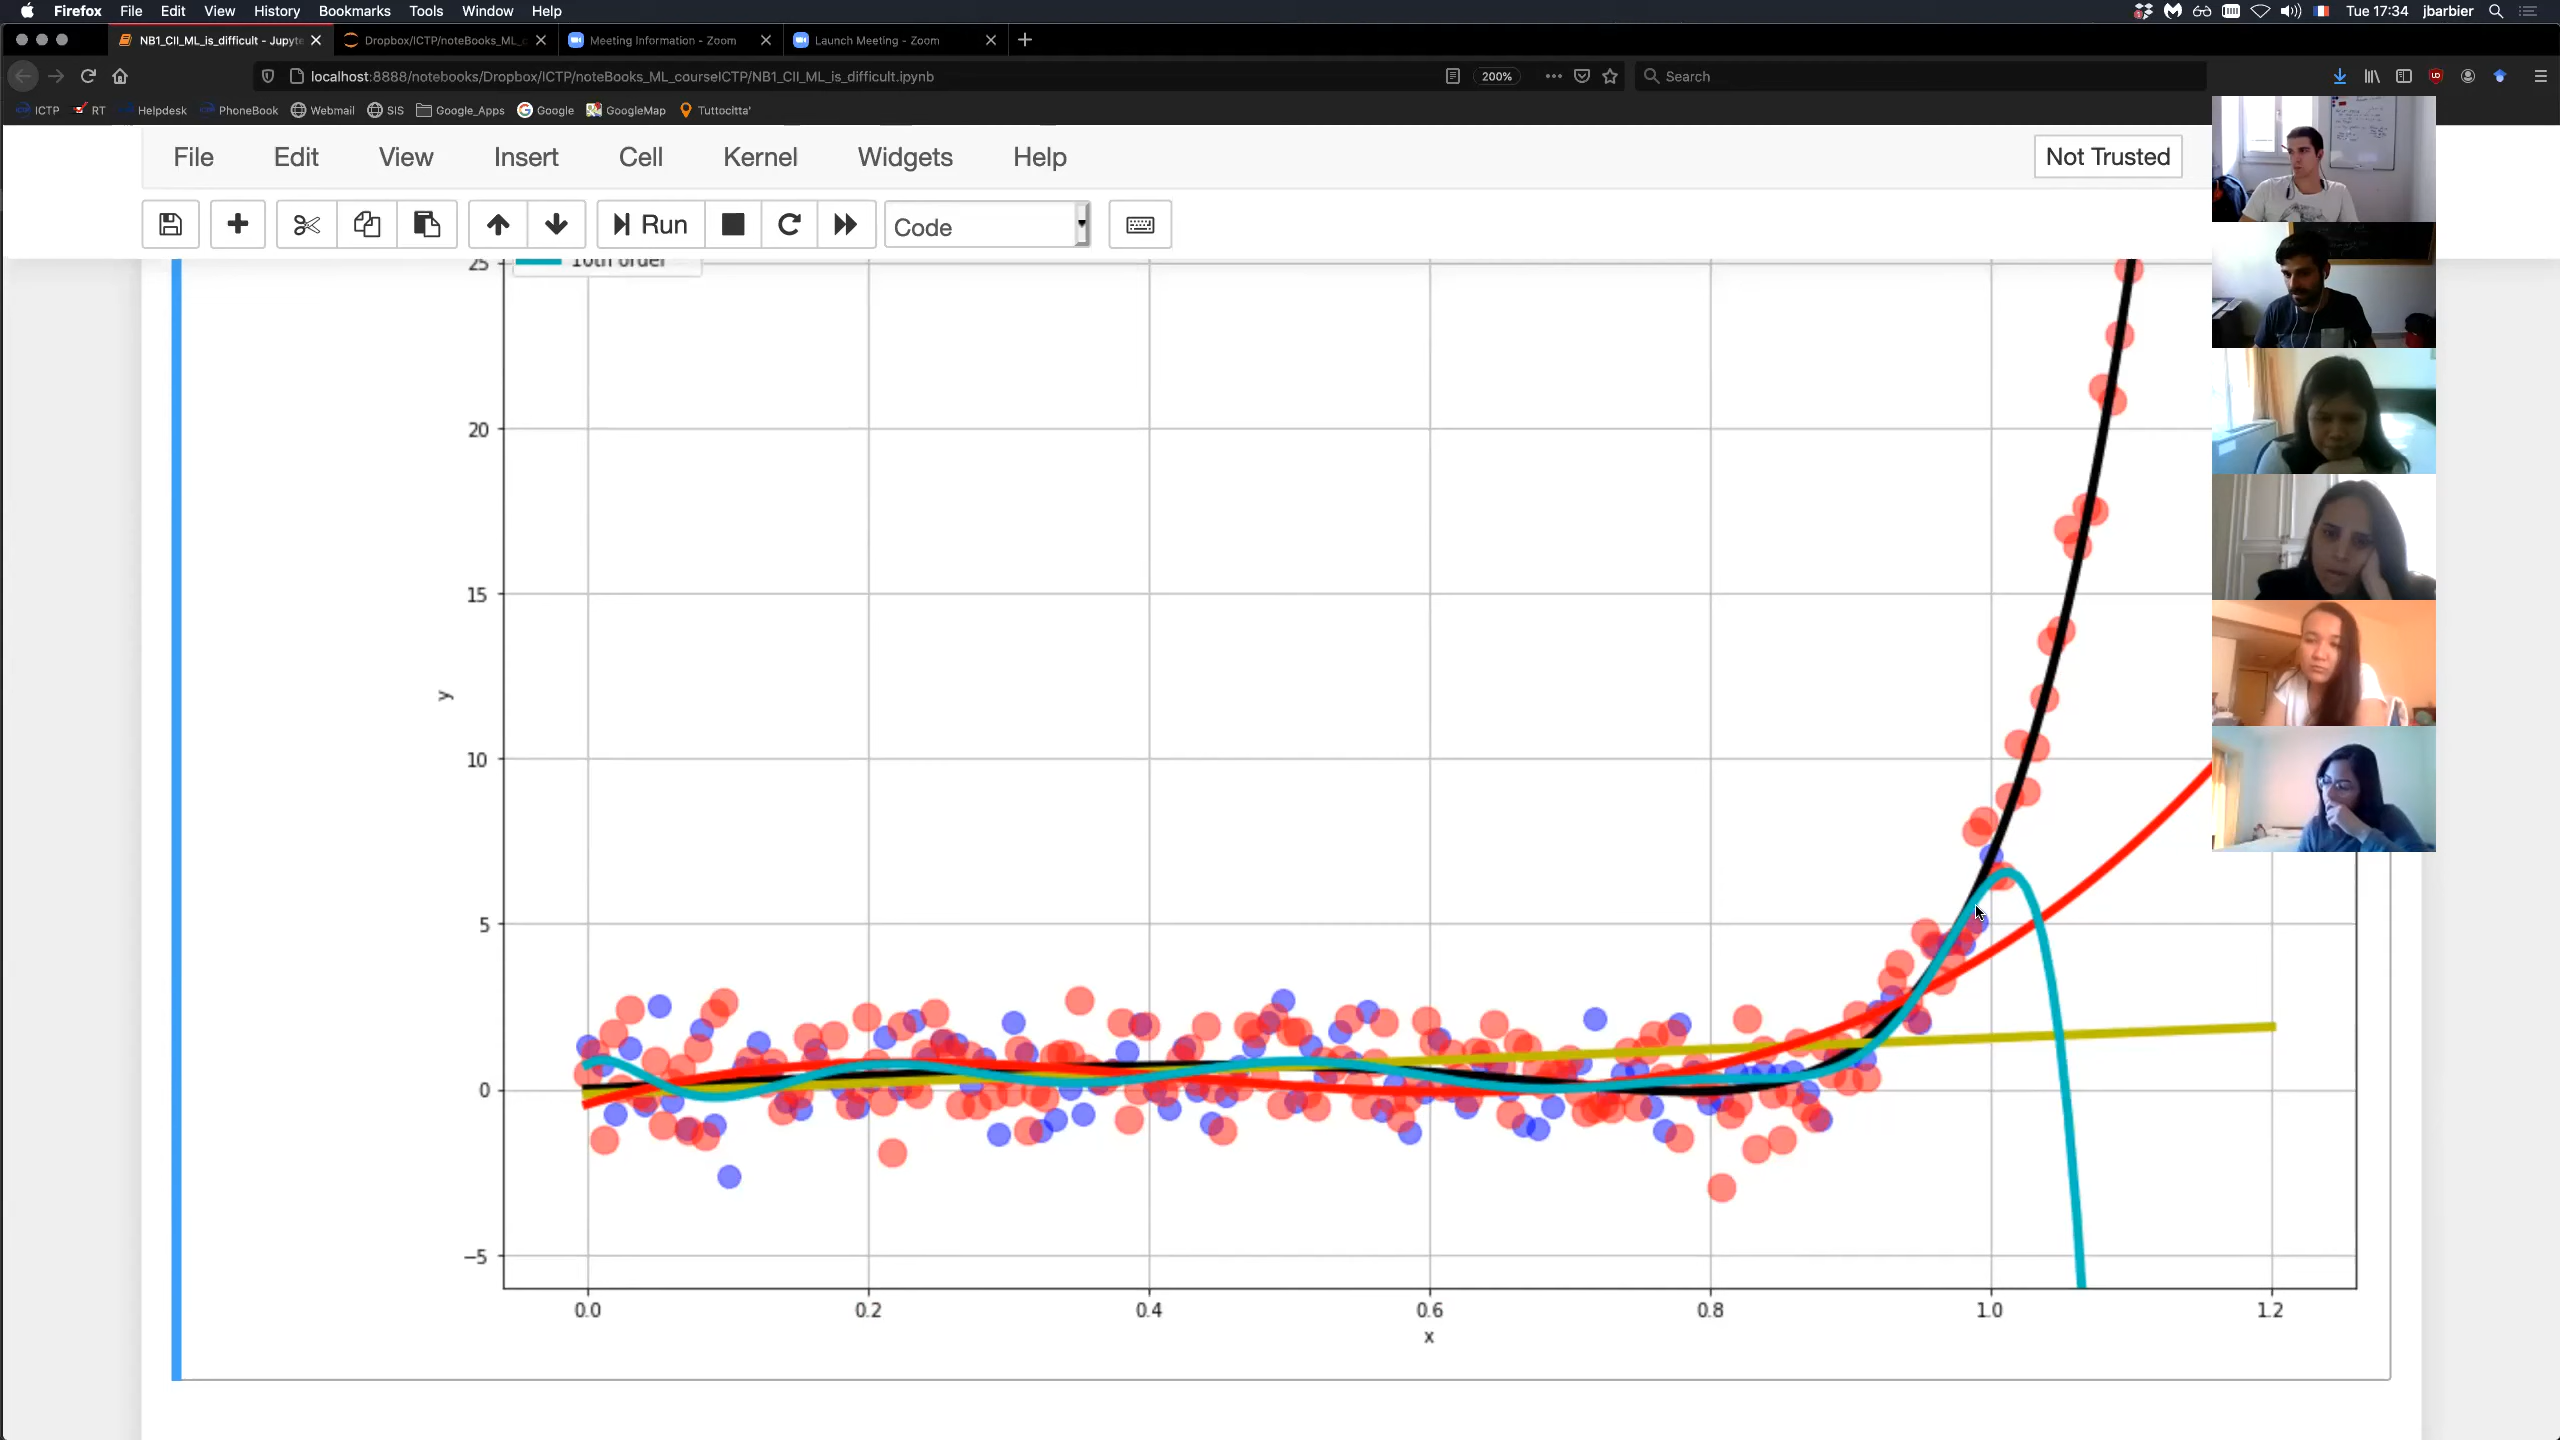 Firefox File Edit View History Bookmarks Tools Window Help Tue 17:34 jbarbier
NB1_CII_ML_is_difficult - Jupyte Dropbox/ICTP/noteBooks_ML_c Meeting Information - Zoom Launch Meeting - Zoom
localhost:8888/notebooks/Dropbox/ICTP/noteBooks_ML_courseICTP/NB1_CII_ML_is_difficult.ipynb 200% Search
ICTP RT Helpdesk PhoneBook Webmail SIS Google_Apps Google GoogleMap Tuttocitta'
File Edit View Insert Cell Kernel Widgets Help Not Trusted
Run Code
10th order
25
20
15
10
5
0
−5
y
0.0 0.2 0.4 0.6 0.8 1.0 1.2
x